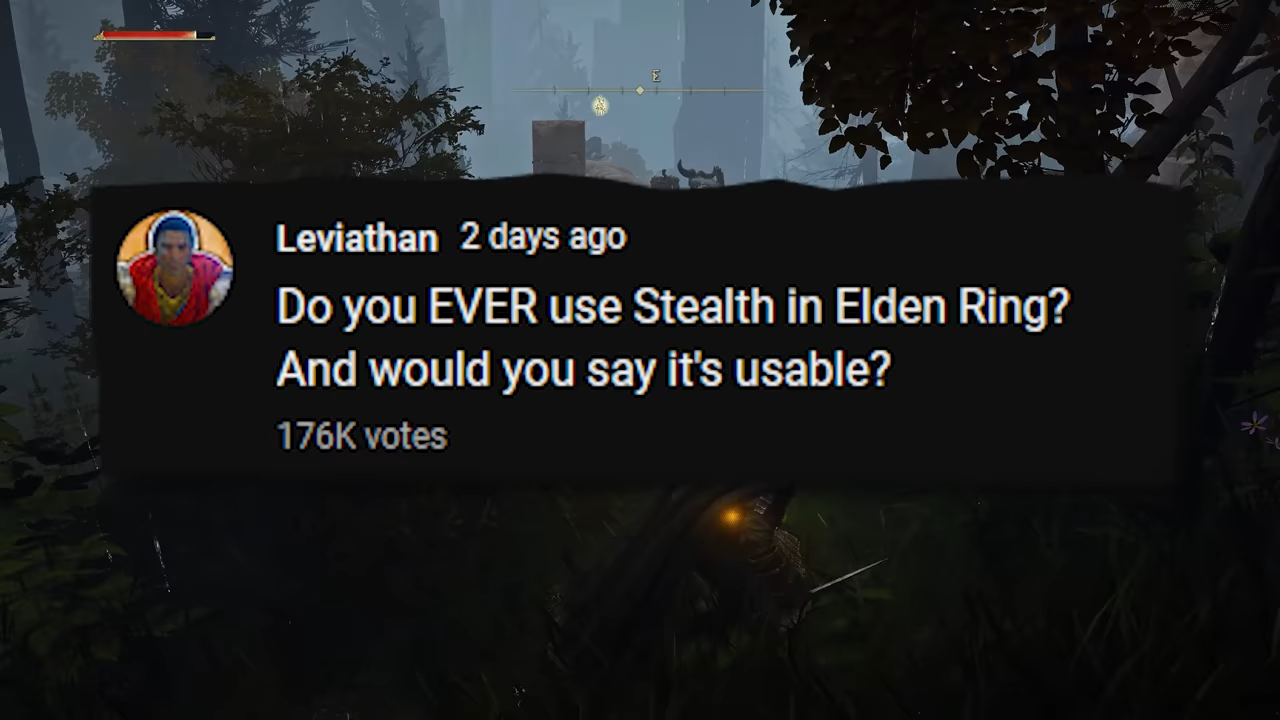 E
Leviathan 2 days ago
Do you EVER use Stealth in Elden Ring?
And would you say it's usable?
176K votes